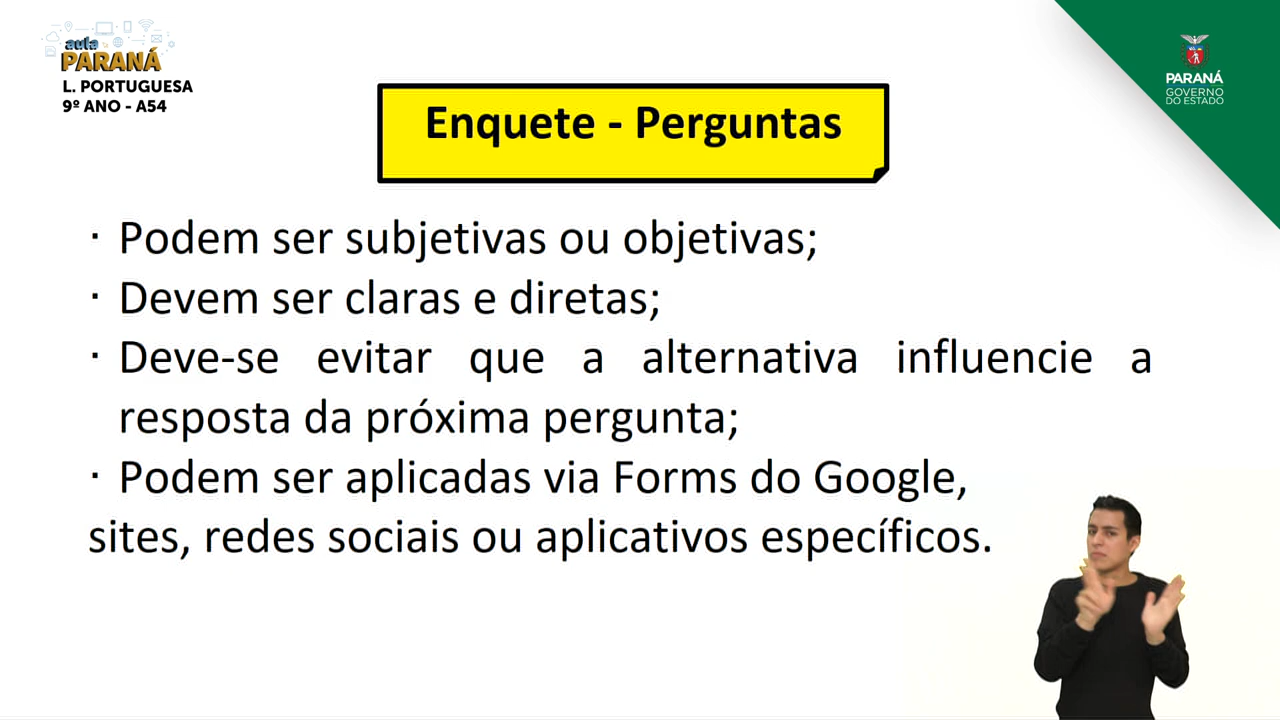 aula
PARANÁ
L. PORTUGUESA
9º ANO - A54
PARANÁ
GOVERNO
DO ESTADO
Enquete - Perguntas
· Podem ser subjetivas ou objetivas;
· Devem ser claras e diretas;
· Deve-se evitar que a alternativa influencie a
resposta da próxima pergunta;
· Podem ser aplicadas via Forms do Google,
sites, redes sociais ou aplicativos específicos.